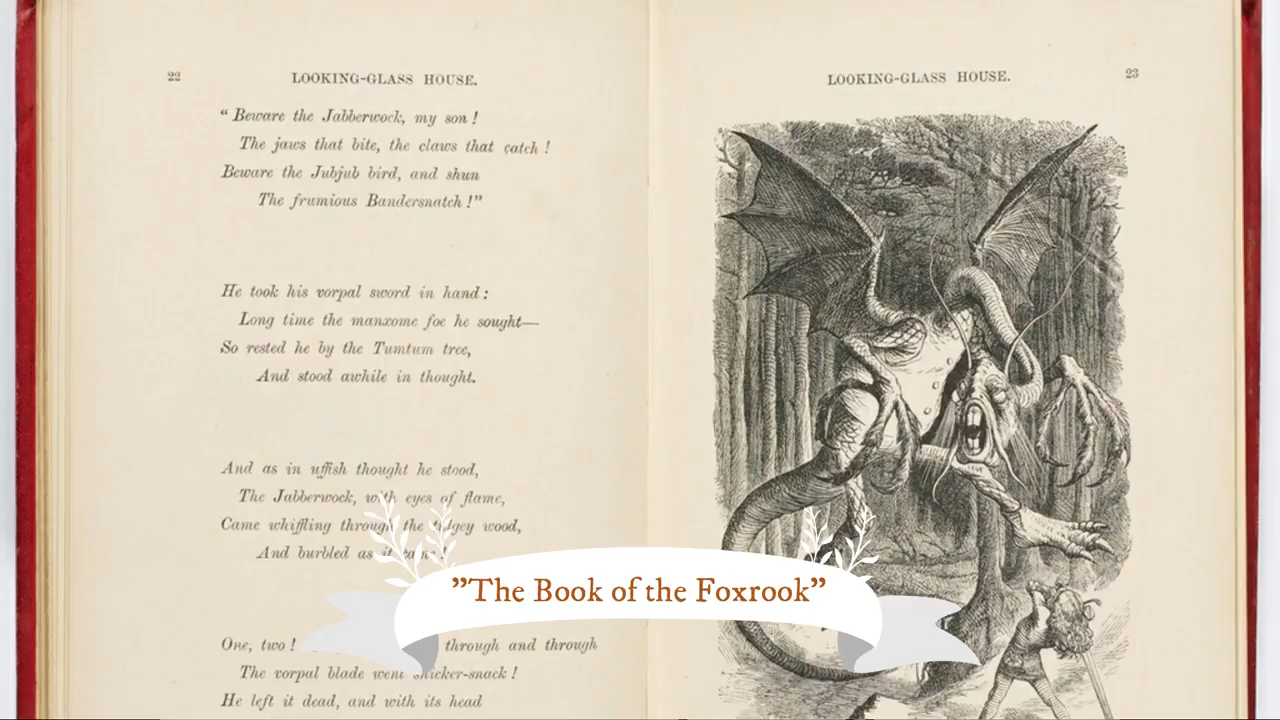 22
LOOKING-GLASS HOUSE.
“ Beware the Jabberwock, my son !
The jaws that bite, the claws that catch !
Beware the Jubjub bird, and shun
The frumious Bandersnatch !”
He took his vorpal sword in hand :
Long time the manxome foe he sought—
So rested he by the Tumtum tree,
And stood awhile in thought.
And as in uffish thought he stood,
The Jabberwock, with eyes of flame,
Came whiffling through the tulgey wood,
And burbled as it came !
One, two ! through and through
The vorpal blade went snicker-snack !
He left it dead, and with its head
LOOKING-GLASS HOUSE.
23
”The Book of the Foxrook”